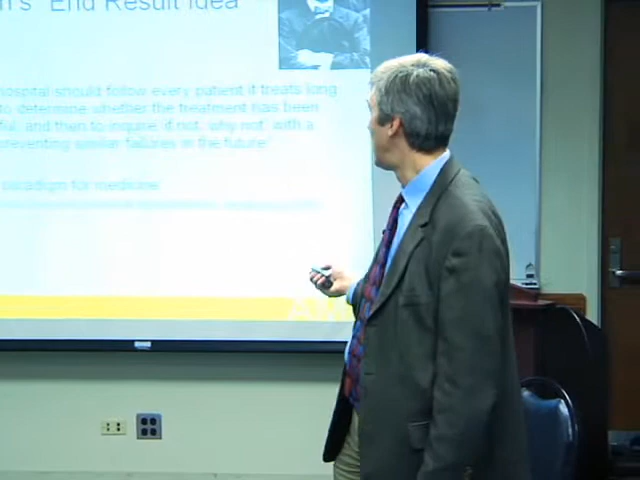 n's "End Result Idea
hospital should follow every patient it treats long
to determine whether the treatment has been
ful, and then to inquire 'if not, why not,' with a
preventing similar failures in the future"
paradigm for medicine